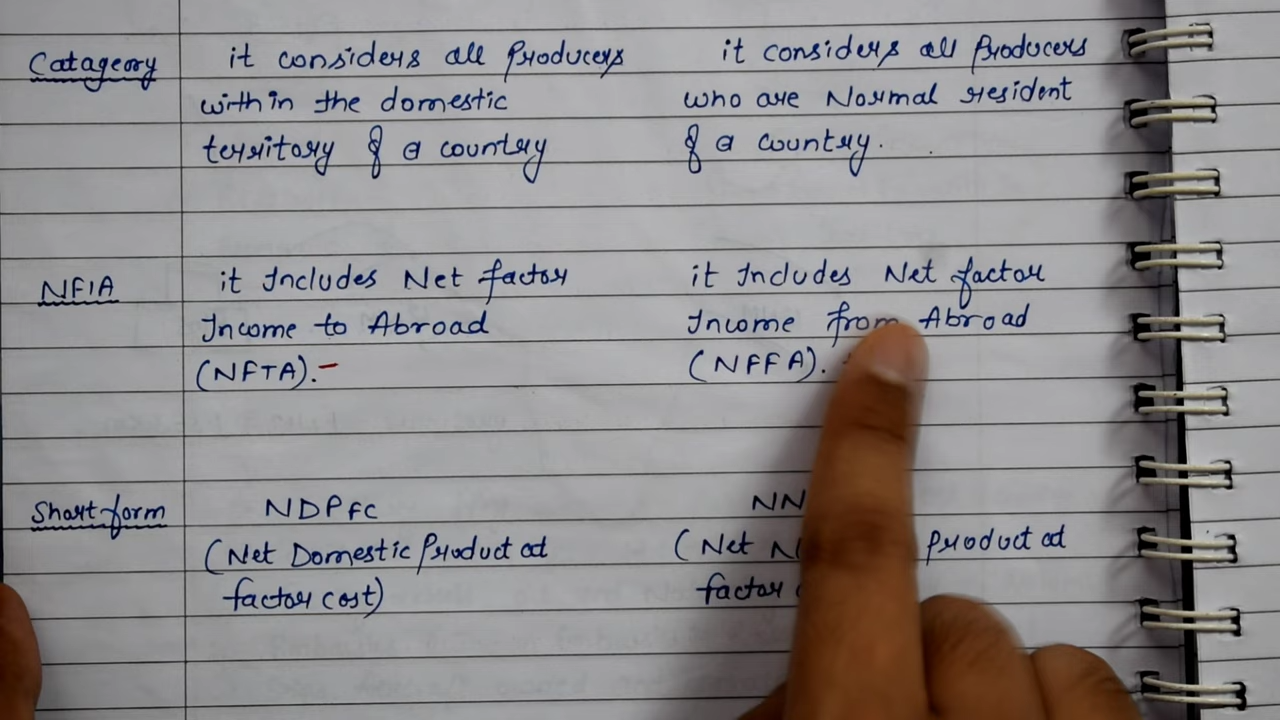 Catageory
it considers all Producers
within the domestic
territory of a country
it considers all Producers
who are Normal resident
of a country.
NFIA
it Includes Net factor
Income to Abroad
(NFTA).-
it Includes Net factor
Income from Abroad
(NFFA).
Short form
NDPFC
(Net Domestic Product at
factor cost)
NN
(Net N product at
factor